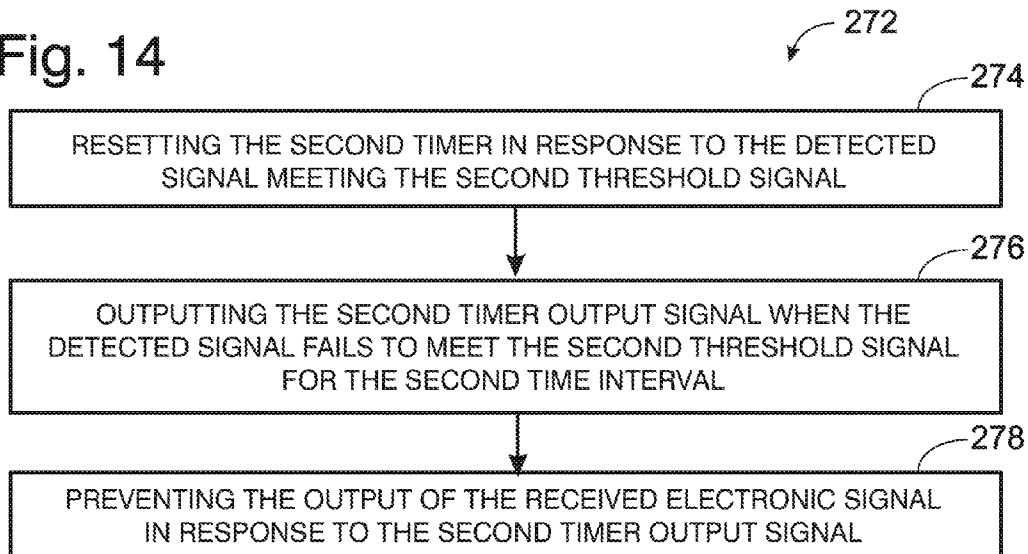 Fig. 14
272
274
RESETTING THE SECOND TIMER IN RESPONSE TO THE DETECTED
SIGNAL MEETING THE SECOND THRESHOLD SIGNAL
276
OUTPUTTING THE SECOND TIMER OUTPUT SIGNAL WHEN THE
DETECTED SIGNAL FAILS TO MEET THE SECOND THRESHOLD SIGNAL
FOR THE SECOND TIME INTERVAL
278
PREVENTING THE OUTPUT OF THE RECEIVED ELECTRONIC SIGNAL
IN RESPONSE TO THE SECOND TIMER OUTPUT SIGNAL